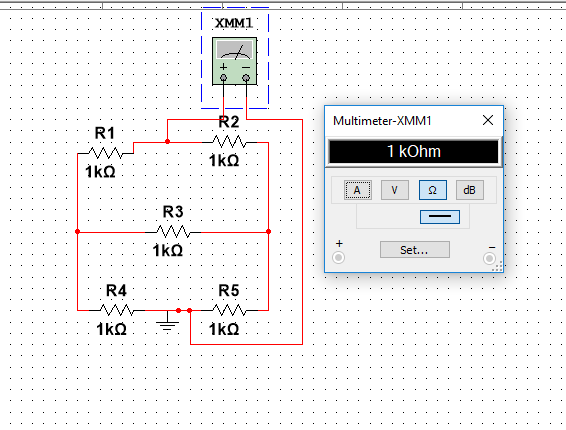 XMM1
+ −
R1
1kΩ
R2
1kΩ
R3
1kΩ
R4
1kΩ
R5
1kΩ
Multimeter-XMM1
1 kOhm
A V Ω dB
+ −
Set...